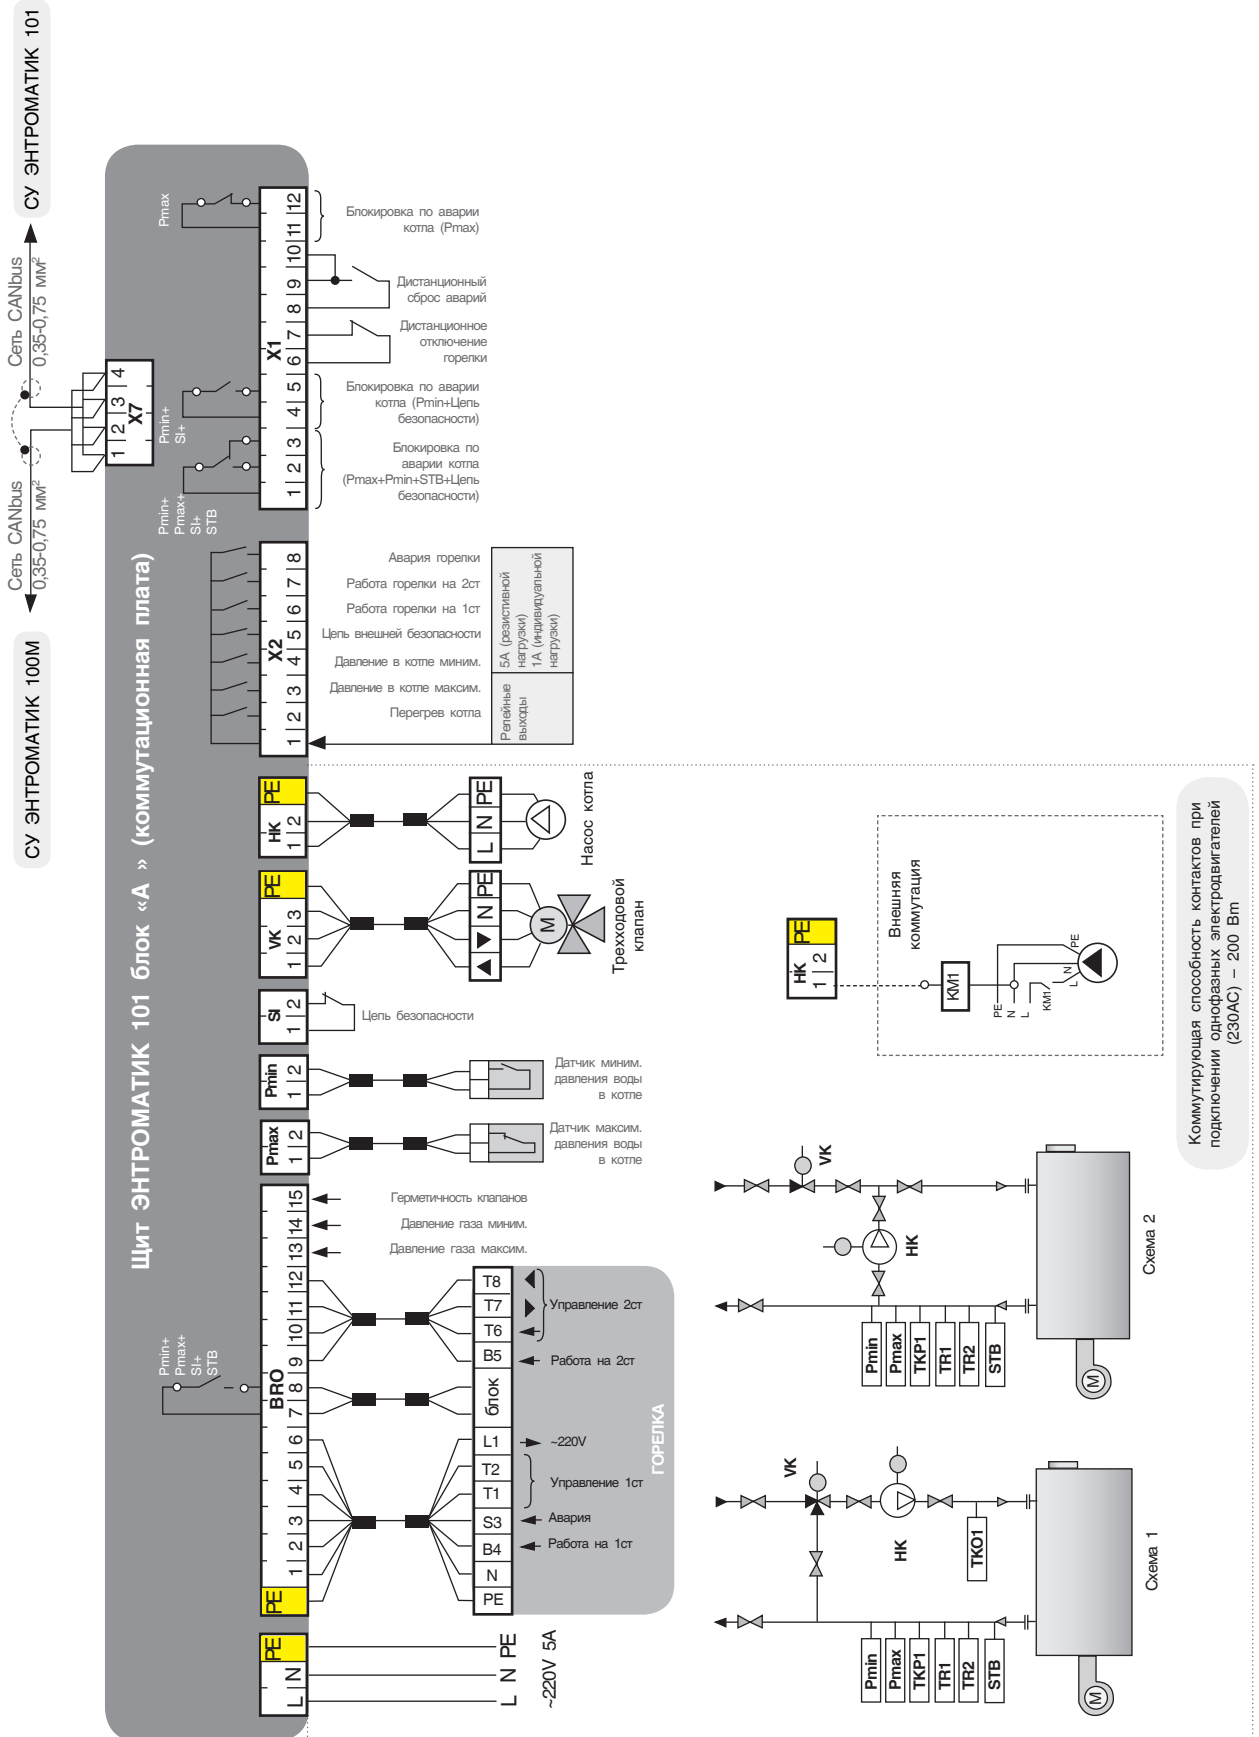 СУ ЭНТРОМАТИК 100М
СУ ЭНТРОМАТИК 101
Сеть CANbus
0,35-0,75 мм²
Сеть CANbus
0,35-0,75 мм²
1 2 3 4
X7
Щит ЭНТРОМАТИК 101 блок «А » (коммутационная плата)
Pmin+
Pmax+
SI+
STB
Pmin+
Pmax+
SI+
STB
Pmin+
SI+
Pmax
L N PE
PE 1 2 3 4 5 6 7 8 9 10 11 12 13 14 15
BRO
Pmax
1 2
Pmin
1 2
SI
1 2
VK
1 2 3 PE
НК
1 2 PE
X2
1 2 3 4 5 6 7 8
X1
1 2 3 4 5 6 7 8 9 10 11 12
L N PE
~220V 5A
PE N B4 S3 T1 T2 L1 блок B5 T6 T7 T8
Работа на 1ст
Авария
Управление 1ст
~220V
Работа на 2ст
Управление 2ст
ГОРЕЛКА
Давление газа максим.
Давление газа миним.
Герметичность клапанов
Датчик максим.
давления воды
в котле
Датчик миним.
давления воды
в котле
Цепь безопасности
N PE
M
Трехходовой
клапан
L N PE
Насос котла
Перегрев котла
Давление в котле максим.
Давление в котле миним.
Цепь внешней безопасности
Работа горелки на 1ст
Работа горелки на 2ст
Авария горелки
Релейные
выходы
5А (резистивной
нагрузки)
1А (индивидуальной
нагрузки)
Блокировка по
аварии котла
(Pmax+Pmin+STB+Цепь
безопасности)
Блокировка по аварии
котла (Pmin+Цепь
безопасности)
Дистанционное
отключение
горелки
Дистанционный
сброс аварий
Блокировка по аварии
котла (Pmax)
VK
НК
TKO1
Pmin
Pmax
TKP1
TR1
TR2
STB
M
Схема 1
VK
НК
Pmin
Pmax
TKP1
TR1
TR2
STB
M
Схема 2
НК
1 2 PE
Внешняя
коммутация
KM1
PE
N
L
KM1
L
N
PE
Коммутирующая способность контактов при
подключении однофазных электродвигателей
(230AC) – 200 Вm